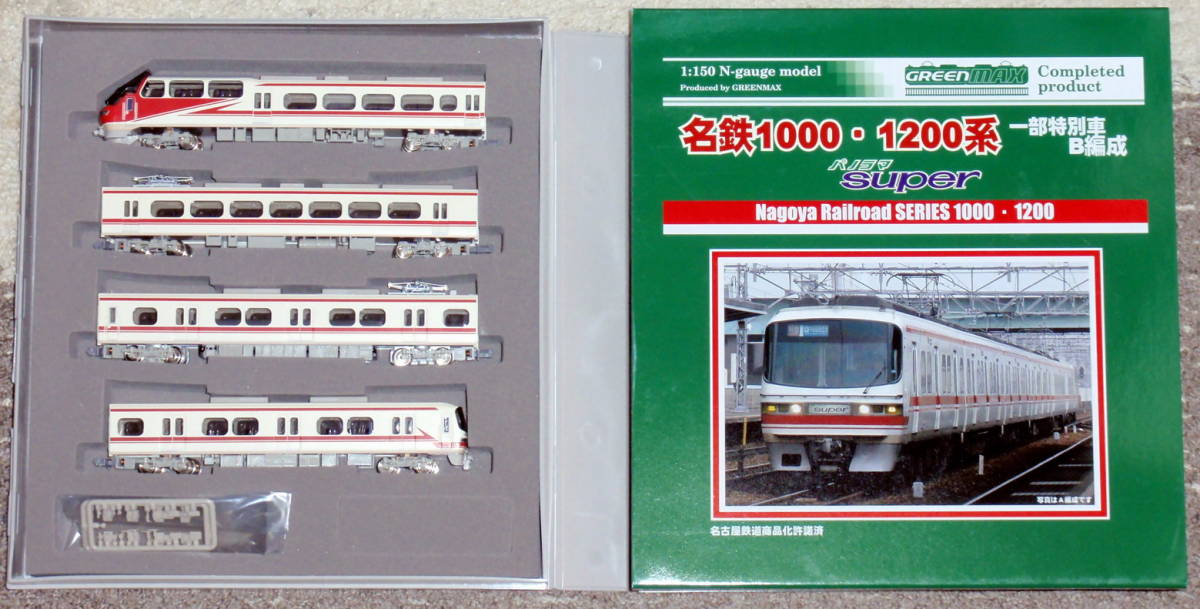 1:150 N-gauge model
Produced by GREENMAX
GREENMAX
Completed
product
名鉄1000・1200系
一部特別車
B編成
パノラマ
super
Nagoya Railroad SERIES 1000・1200
super
写真はA編成です
名古屋鉄道商品化許諾済